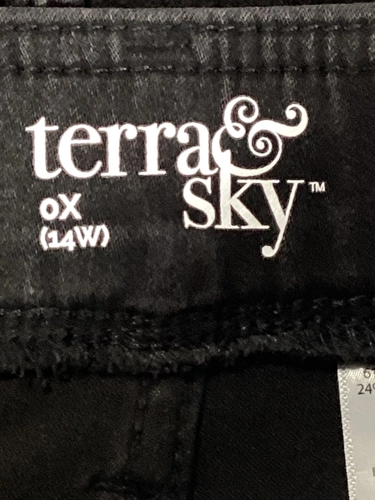 terra &
sky™
0X
(14W)